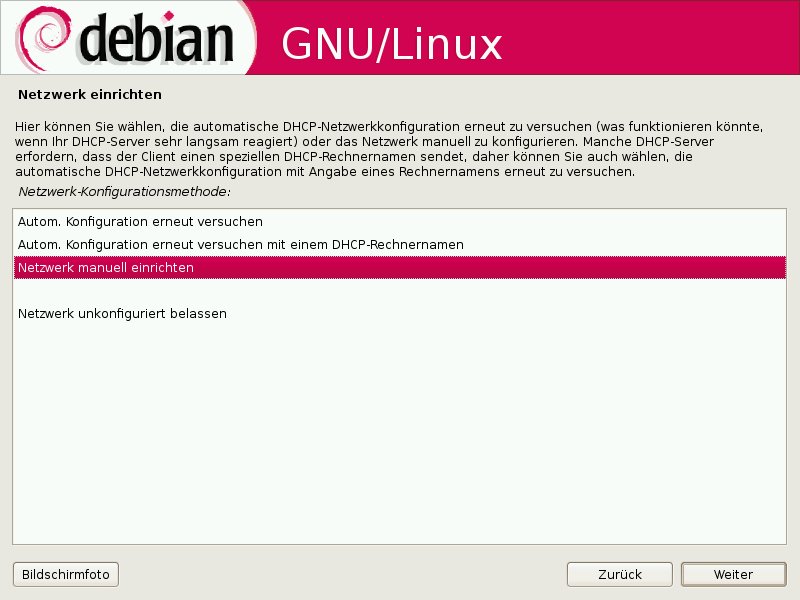 debian GNU/Linux
Netzwerk einrichten
Hier können Sie wählen, die automatische DHCP-Netzwerkkonfiguration erneut zu versuchen (was funktionieren könnte,
wenn Ihr DHCP-Server sehr langsam reagiert) oder das Netzwerk manuell zu konfigurieren. Manche DHCP-Server
erfordern, dass der Client einen speziellen DHCP-Rechnernamen sendet, daher können Sie auch wählen, die
automatische DHCP-Netzwerkkonfiguration mit Angabe eines Rechnernamens erneut zu versuchen.
Netzwerk-Konfigurationsmethode:
Autom. Konfiguration erneut versuchen
Autom. Konfiguration erneut versuchen mit einem DHCP-Rechnernamen
Netzwerk manuell einrichten
Netzwerk unkonfiguriert belassen
Bildschirmfoto Zurück Weiter